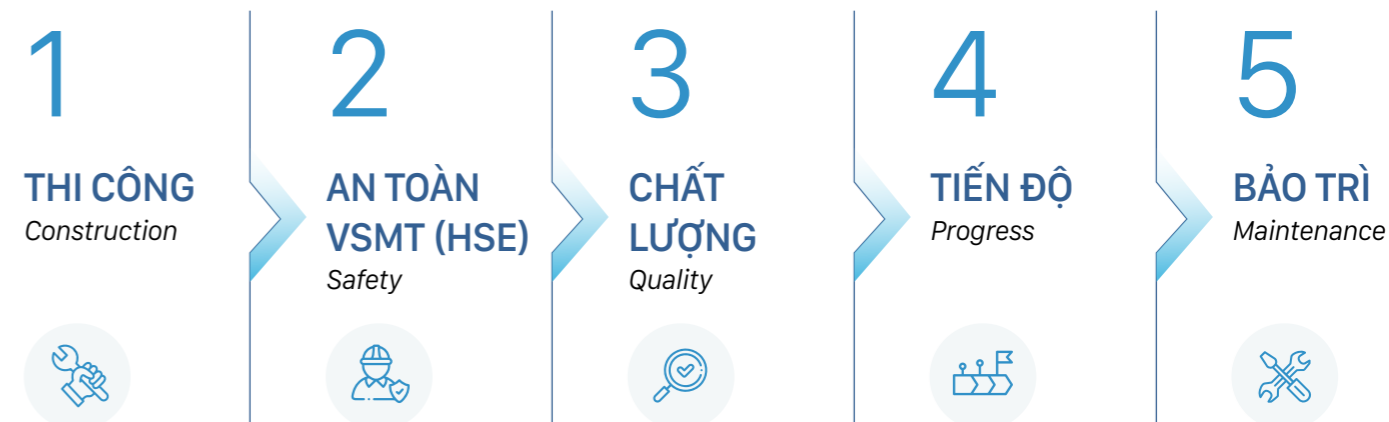 1
THI CÔNG
Construction
2
AN TOÀN
VSMT (HSE)
Safety
3
CHẤT
LƯỢNG
Quality
4
TIẾN ĐỘ
Progress
5
BẢO TRÌ
Maintenance